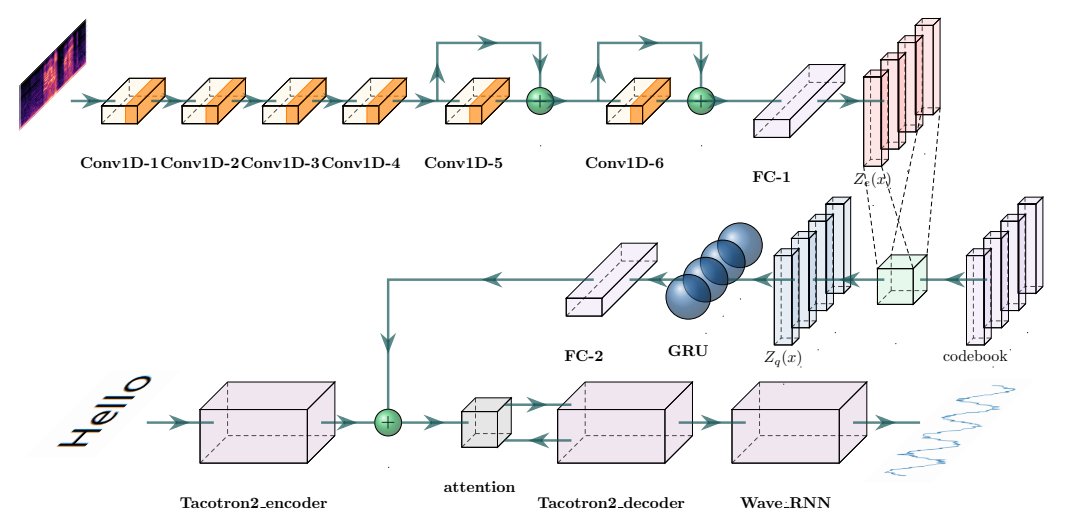 Conv1D-1 Conv1D-2 Conv1D-3 Conv1D-4 Conv1D-5 Conv1D-6
FC-1
Z_e(x)
FC-2
GRU
Z_q(x)
codebook
Hello
attention
Tacotron2_encoder
Tacotron2_decoder
Wave_RNN